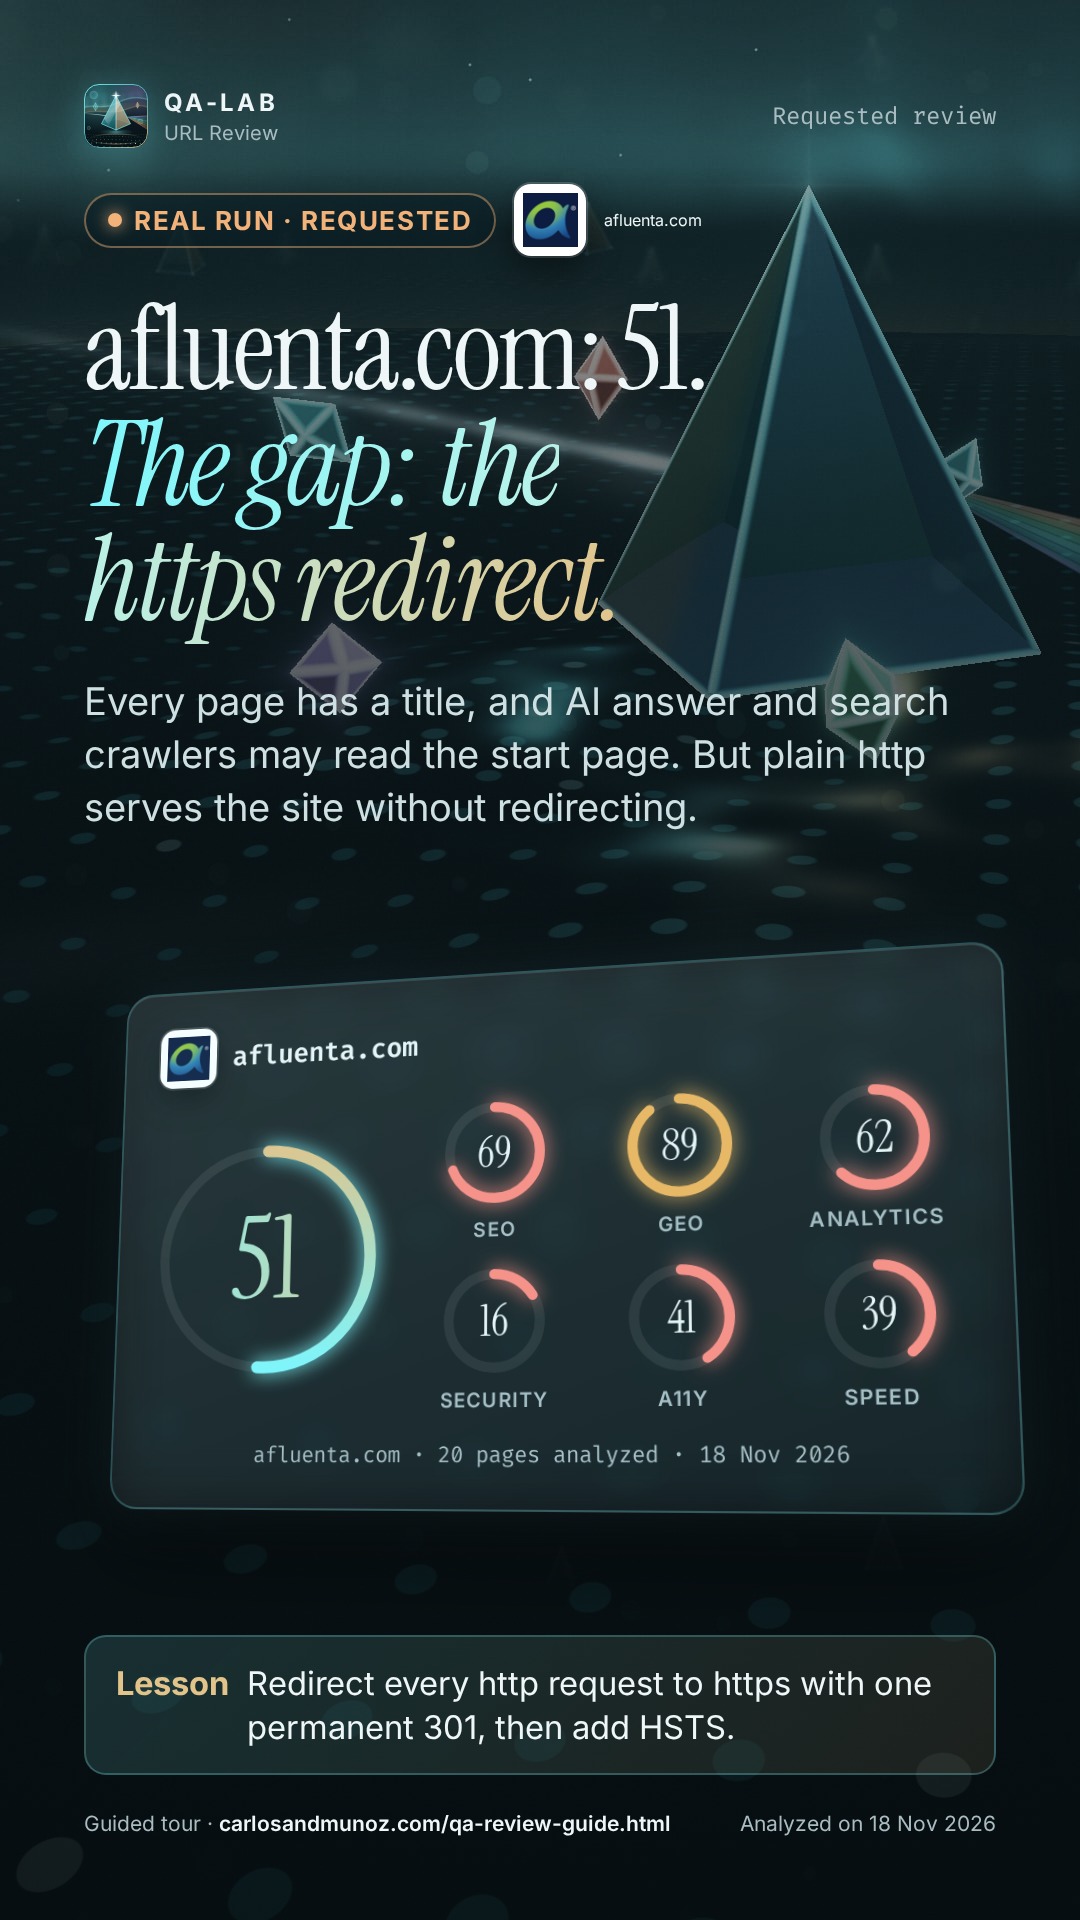 QA-LAB
URL Review
Requested review
REAL RUN · REQUESTED
afluenta.com
afluenta.com: 51.
The gap: the
https redirect.
Every page has a title, and AI answer and search
crawlers may read the start page. But plain http
serves the site without redirecting.
afluenta.com
51
69
SEO
89
GEO
62
ANALYTICS
16
SECURITY
41
A11Y
39
SPEED
afluenta.com · 20 pages analyzed · 18 Nov 2026
Lesson Redirect every http request to https with one
permanent 301, then add HSTS.
Guided tour · carlosandmunoz.com/qa-review-guide.html
Analyzed on 18 Nov 2026